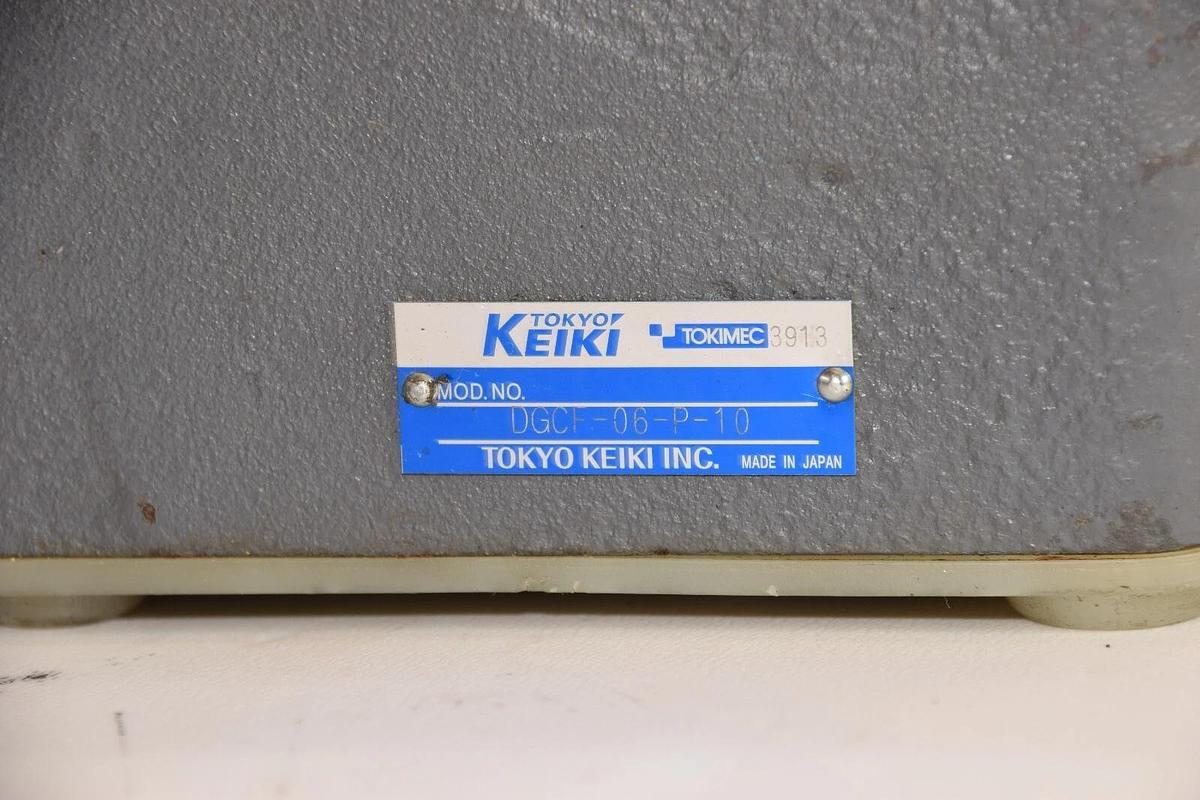 TOKYO KEIKI TOKIMEC 3913
MOD. NO.
DGCF-06-P-10
TOKYO KEIKI INC. MADE IN JAPAN